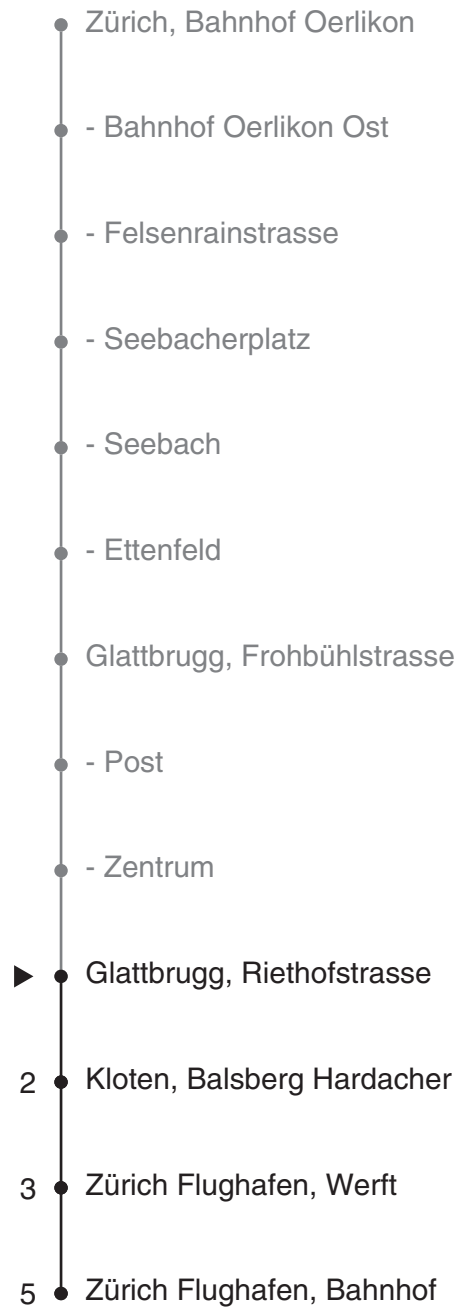 Zürich, Bahnhof Oerlikon
- Bahnhof Oerlikon Ost
- Felsenrainstrasse
- Seebacherplatz
- Seebach
- Ettenfeld
Glattbrugg, Frohbühlstrasse
- Post
- Zentrum
Glattbrugg, Riethofstrasse
2 Kloten, Balsberg Hardacher
3 Zürich Flughafen, Werft
5 Zürich Flughafen, Bahnhof